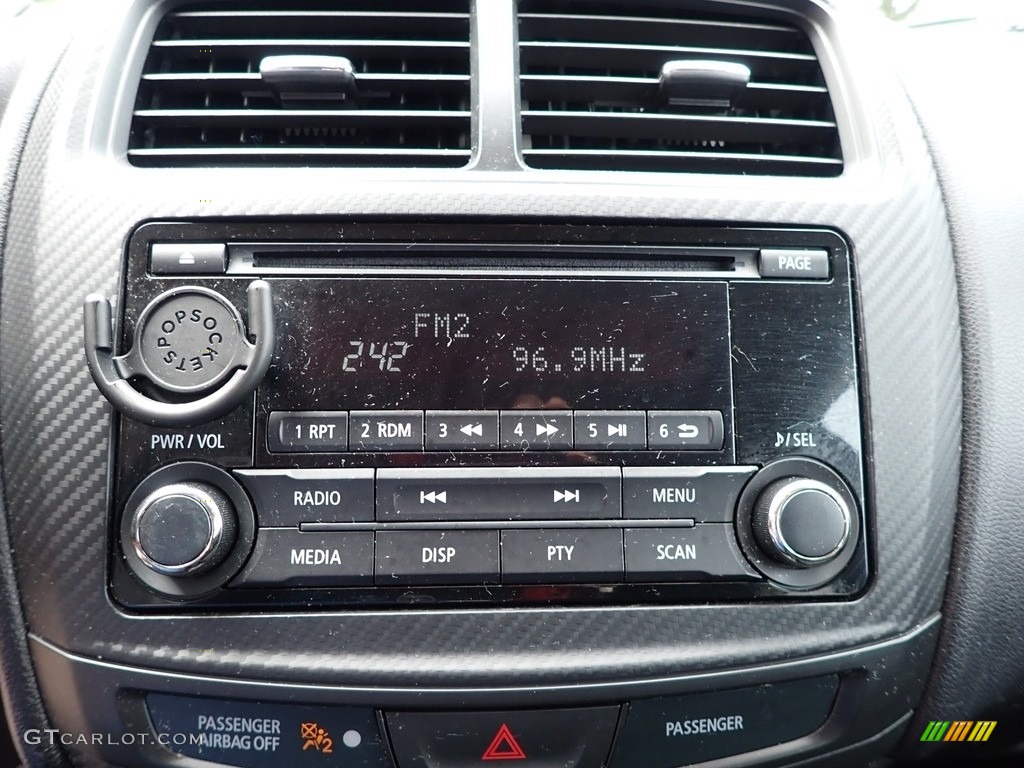 PAGE
POPSOCKETS
FM2
242 96.9MHz
1 RPT 2 RDM 3 4 5 6
PWR / VOL
/ SEL
RADIO MENU
MEDIA DISP PTY SCAN
PASSENGER
AIRBAG OFF 2
PASSENGER
GTCARLOT.COM